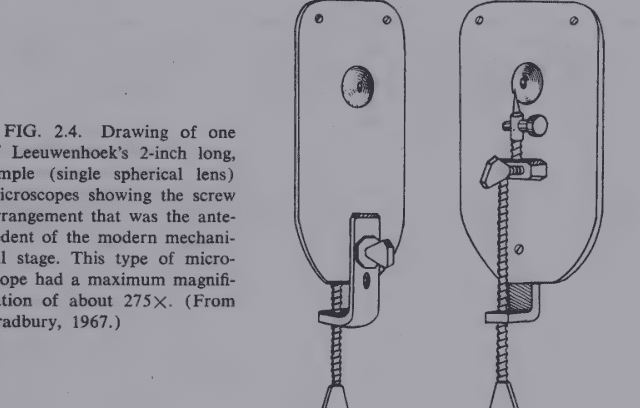 FIG. 2.4. Drawing of one
Leeuwenhoek's 2-inch long,
mple (single spherical lens)
icroscopes showing the screw
rrangement that was the ante-
dent of the modern mechani-
l stage. This type of micro-
ope had a maximum magnifi-
ation of about 275×. (From
radbury, 1967.)